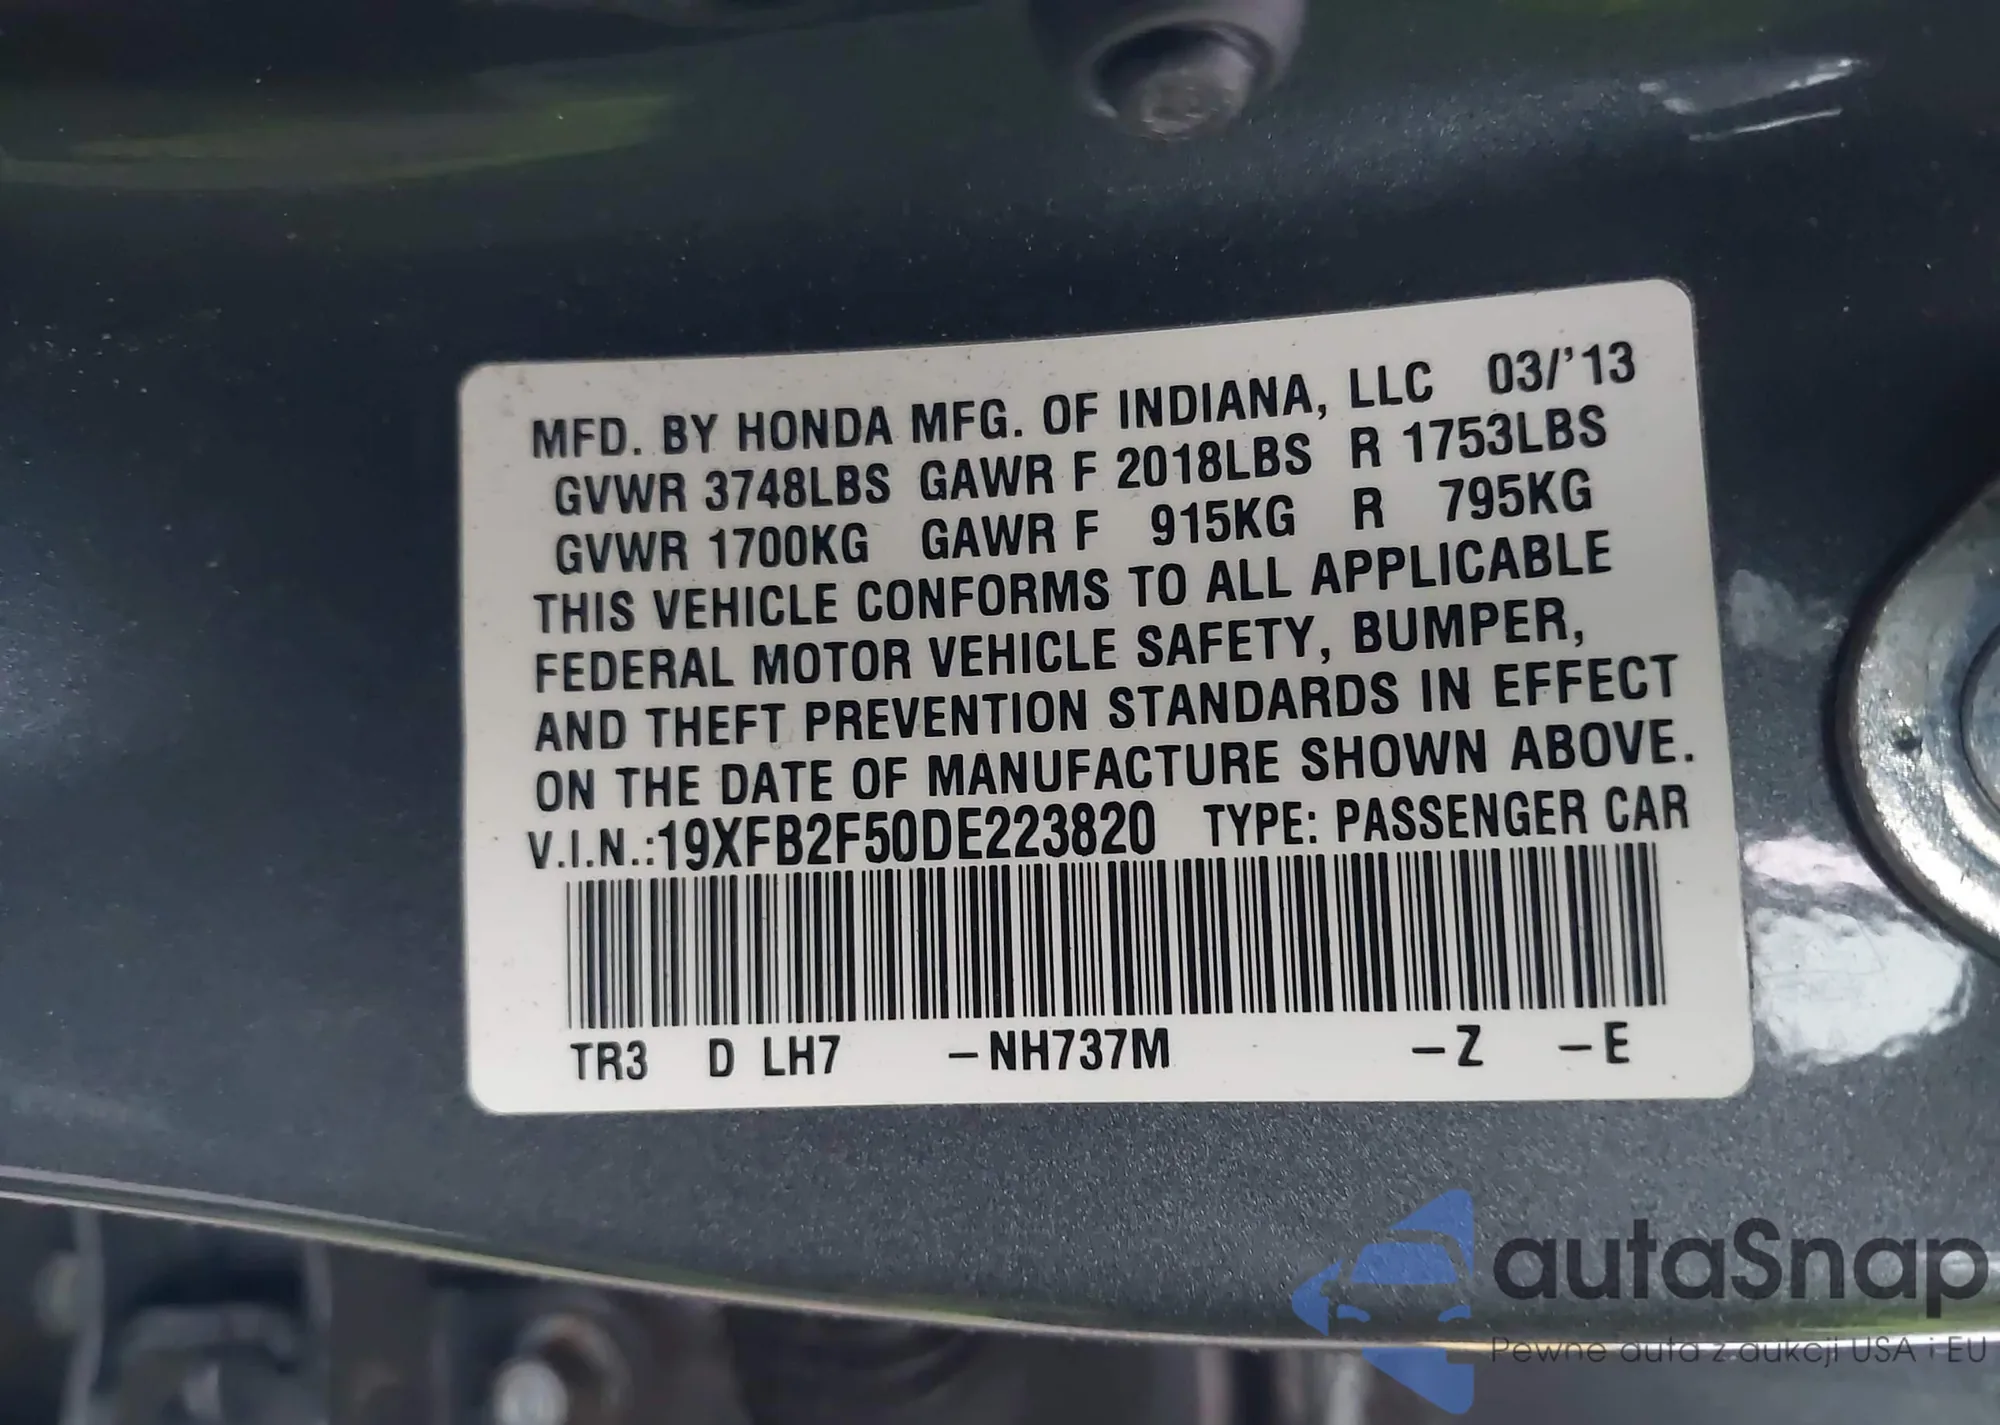 MFD. BY HONDA MFG. OF INDIANA, LLC 03/'13
GVWR 3748LBS GAWR F 2018LBS R 1753LBS
GVWR 1700KG GAWR F 915KG R 795KG
THIS VEHICLE CONFORMS TO ALL APPLICABLE
FEDERAL MOTOR VEHICLE SAFETY, BUMPER,
AND THEFT PREVENTION STANDARDS IN EFFECT
ON THE DATE OF MANUFACTURE SHOWN ABOVE.
V.I.N.:19XFB2F50DE223820 TYPE: PASSENGER CAR
TR3 D LH7 –NH737M –Z –E
autaSnap
Pewne auta z aukcji USA i EU